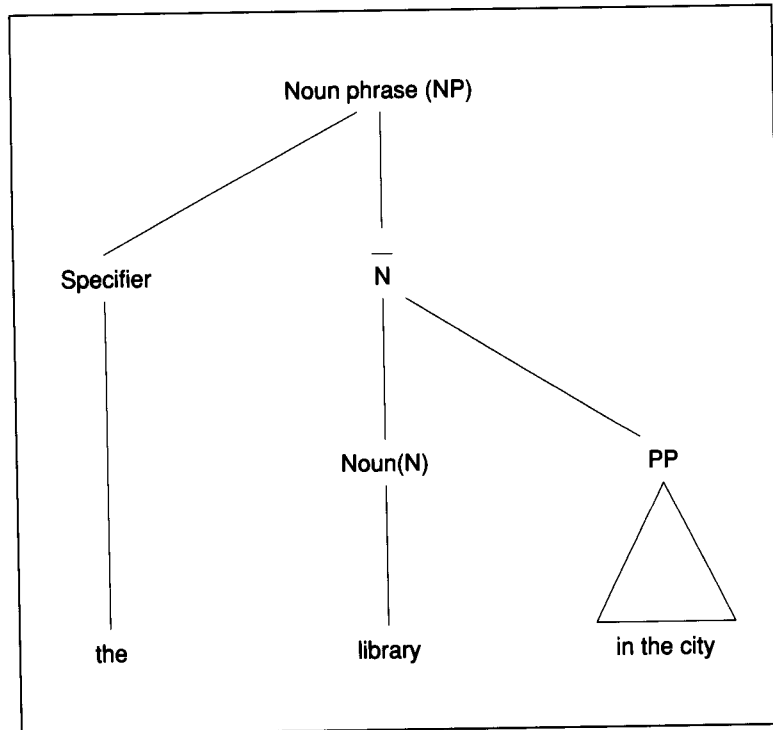 Noun phrase (NP)
Specifier
N̅
Noun(N)
PP
the
library
in the city